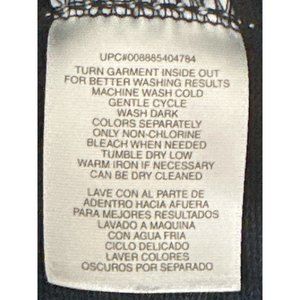 UPC#008885404784
TURN GARMENT INSIDE OUT
FOR BETTER WASHING RESULTS
MACHINE WASH COLD
GENTLE CYCLE
WASH DARK
COLORS SEPARATELY
ONLY NON-CHLORINE
BLEACH WHEN NEEDED
TUMBLE DRY LOW
WARM IRON IF NECESSARY
CAN BE DRY CLEANED
LAVE CON AL PARTE DE
ADENTRO HACIA AFUERA
PARA MEJORES RESULTADOS
LAVADO A MAQUINA
CON AGUA FRIA
CICLO DELICADO
LAVER COLORES
OSCUROS POR SEPARADO